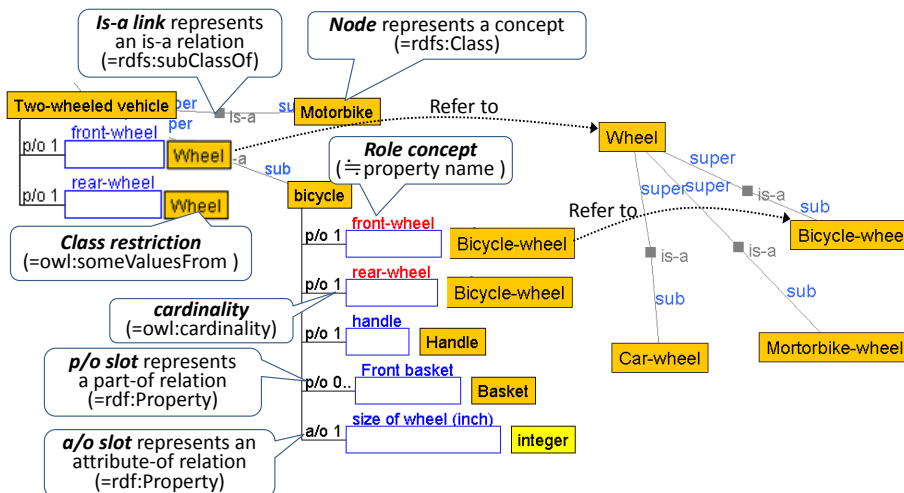 Is-a link represents
an is-a relation
(=rdfs:subClassOf)
Node represents a concept
(=rdfs:Class)
Two-wheeled vehicle
per
is-a
su
Motorbike
Refer to
Wheel
per
front-wheel
p/o 1
Wheel
-a
sub
rear-wheel
p/o 1
Wheel
Class restriction
(=owl:someValuesFrom )
Role concept
(≒property name)
bicycle
front-wheel
p/o 1
Bicycle-wheel
Refer to
rear-wheel
p/o 1
Bicycle-wheel
cardinality
(=owl:cardinality)
handle
p/o 1
Handle
p/o slot represents
a part-of relation
(=rdf:Property)
Front basket
p/o 0..
Basket
a/o slot represents an
attribute-of relation
(=rdf:Property)
size of wheel (inch)
a/o 1
integer
super
super
super
is-a
sub
Bicycle-wheel
is-a
is-a
sub
sub
Car-wheel
Mortorbike-wheel